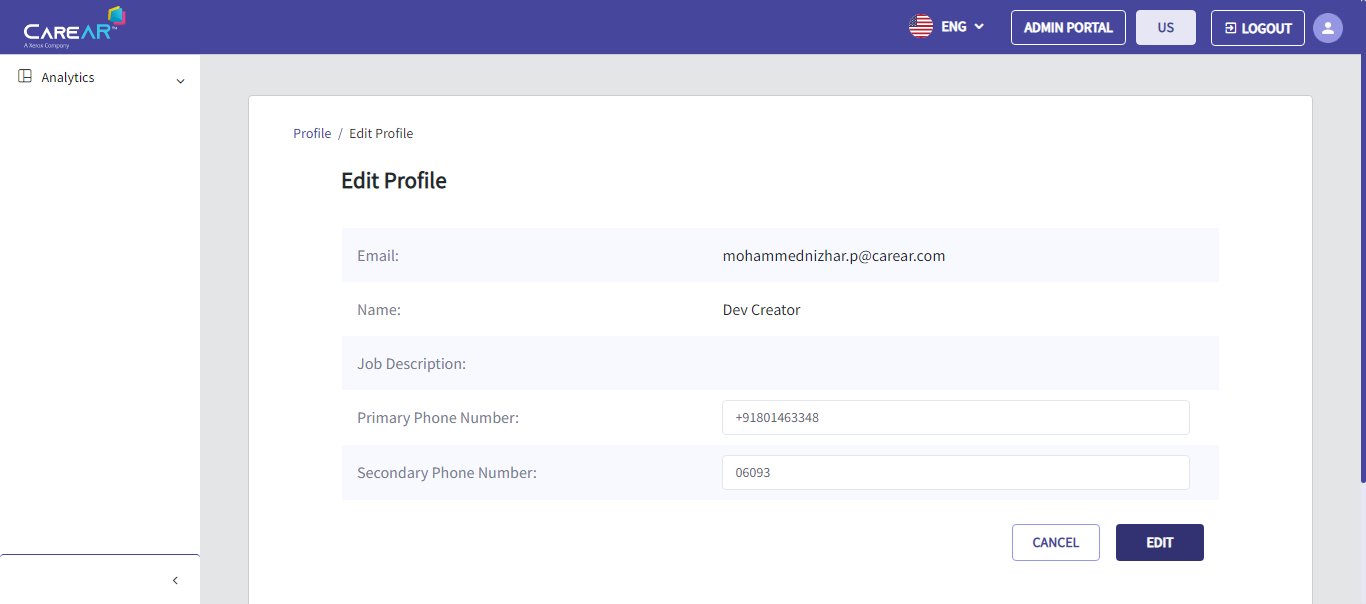 CAREAR™
A Xerox Company
ENG
ADMIN PORTAL
US
LOGOUT
Analytics
Profile / Edit Profile
Edit Profile
Email: mohammednizhar.p@carear.com
Name: Dev Creator
Job Description:
Primary Phone Number: +91801463348
Secondary Phone Number: 06093
CANCEL
EDIT